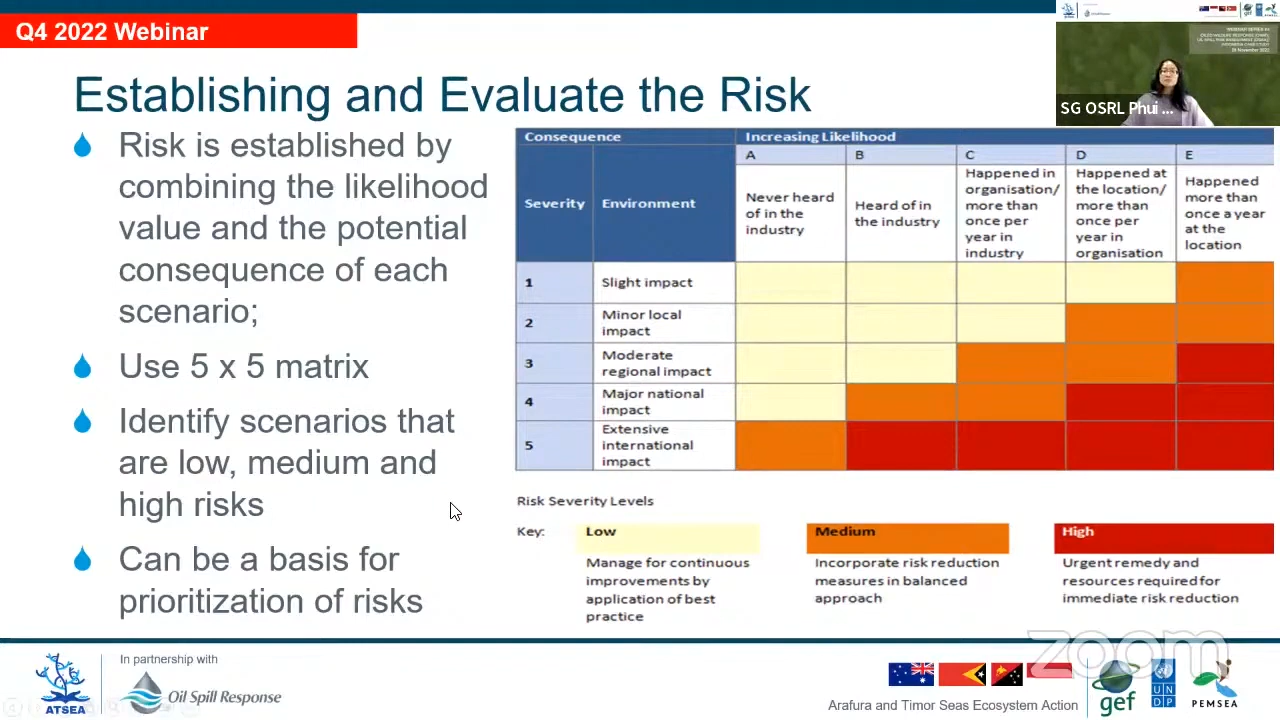 Q4 2022 Webinar
Establishing and Evaluate the Risk
Risk is established by
combining the likelihood
value and the potential
consequence of each
scenario;
Use 5 x 5 matrix
Identify scenarios that
are low, medium and
high risks
Can be a basis for
prioritization of risks
SG OSRL Phui ...
Consequence
Increasing Likelihood
Severity
Environment
A
Never heard
of in the
industry
B
Heard of in
the industry
C
Happened in
organisation/
more than
once per
year in
industry
D
Happened at
the location/
more than
once per
year in
organisation
E
Happened
more than
once a year
at the
location
1
Slight impact
2
Minor local
impact
3
Moderate
regional impact
4
Major national
impact
5
Extensive
international
impact
Risk Severity Levels
Key:
Low
Manage for continuous
improvements by
application of best
practice
Medium
Incorporate risk reduction
measures in balanced
approach
High
Urgent remedy and
resources required for
immediate risk reduction
zoom
ATSEA
In partnership with
Oil Spill Response
Arafura and Timor Seas Ecosystem Action
gef
U N
D P
PEMSEA